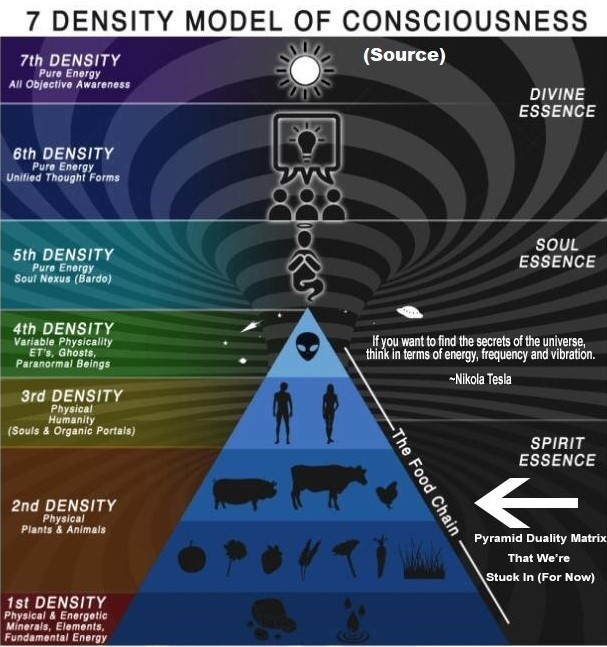 7 DENSITY MODEL OF CONSCIOUSNESS
7th DENSITY
Pure Energy
All Objective Awareness
(Source)
DIVINE
ESSENCE
6th DENSITY
Pure Energy
Unified Thought Forms
5th DENSITY
Pure Energy
Soul Nexus (Bardo)
SOUL
ESSENCE
4th DENSITY
Variable Physicality
ET's, Ghosts,
Paranormal Beings
If you want to find the secrets of the universe,
think in terms of energy, frequency and vibration.
~Nikola Tesla
3rd DENSITY
Physical
Humanity
(Souls & Organic Portals)
The Food Chain
SPIRIT
ESSENCE
2nd DENSITY
Physical
Plants & Animals
Pyramid Duality Matrix
That We're
Stuck In (For Now)
1st DENSITY
Physical & Energetic
Minerals, Elements,
Fundamental Energy